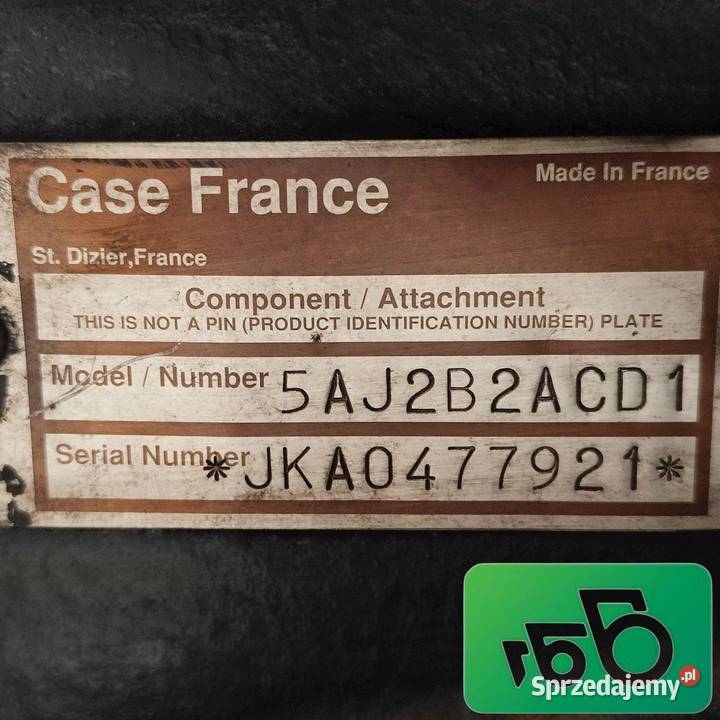 Case France
Made In France
St. Dizier,France
Component / Attachment
THIS IS NOT A PIN (PRODUCT IDENTIFICATION NUMBER) PLATE
Model / Number 5AJ2B2ACD1
Serial Number *JKA0477921*
Sprzedajemy.pl